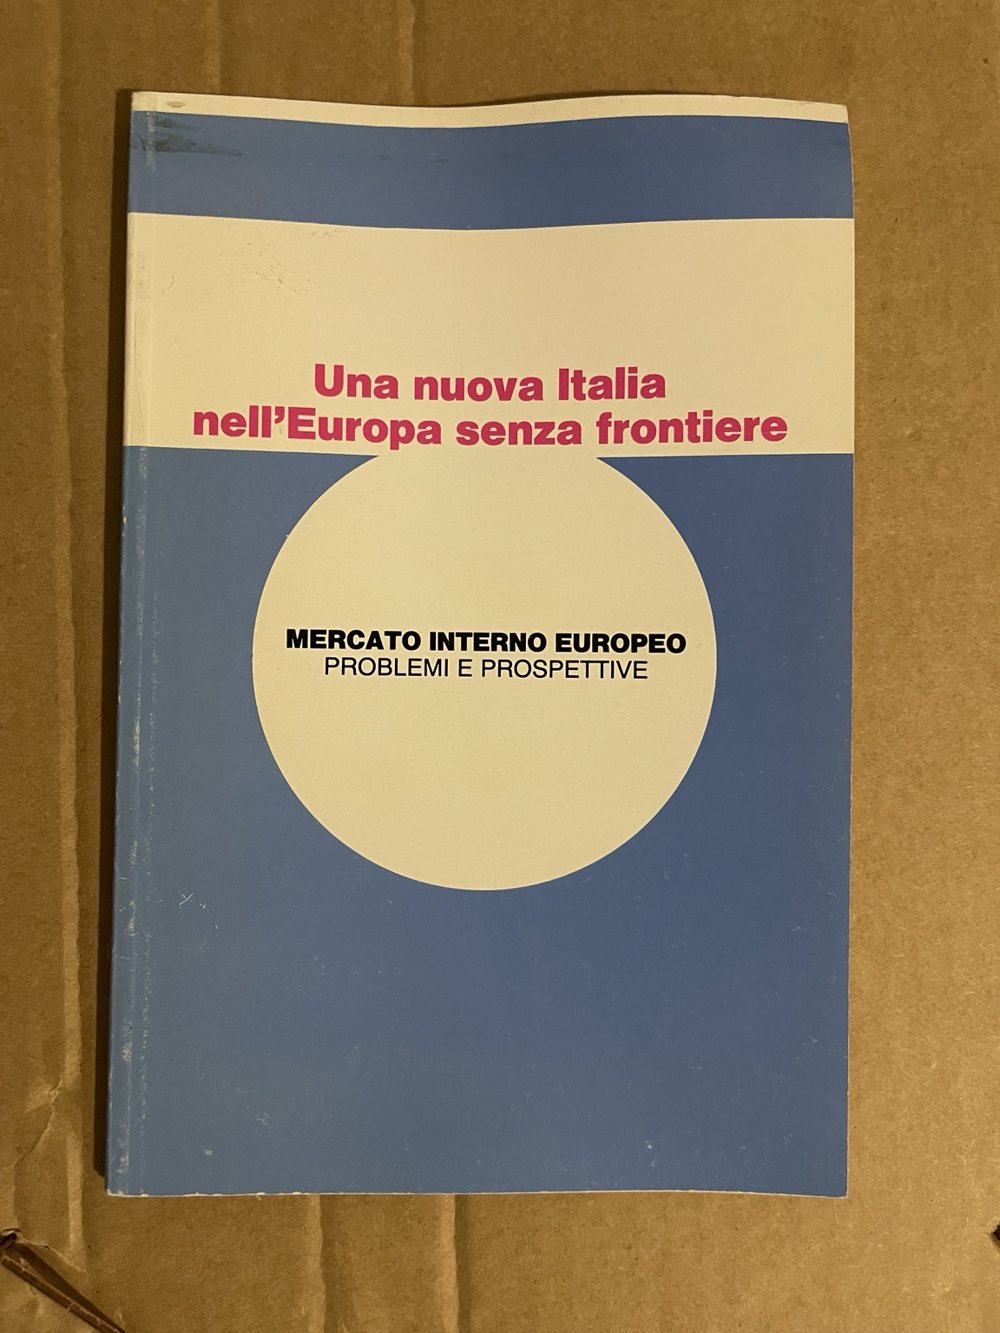 Una nuova Italia
nell'Europa senza frontiere
MERCATO INTERNO EUROPEO
PROBLEMI E PROSPETTIVE